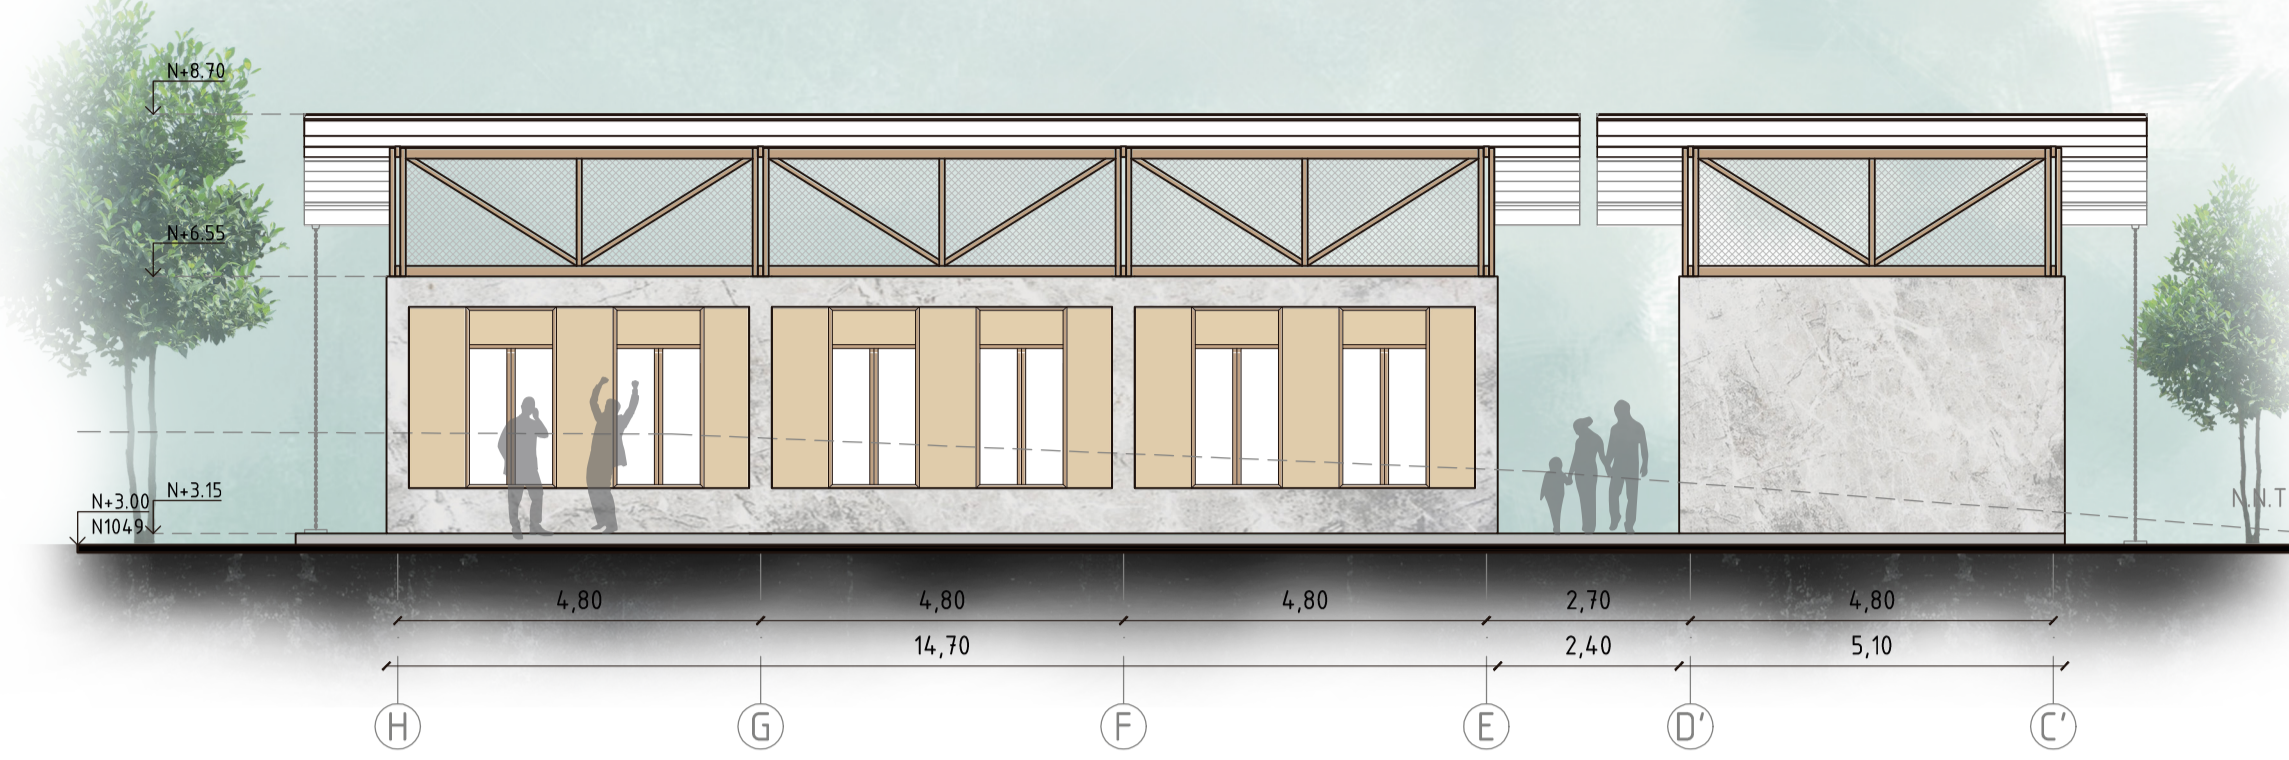 N+8.70
N+6.55
N+3.15
N+3.00
N1049
N.N.T
4,80 4,80 4,80 2,70 4,80
14,70 2,40 5,10
H G F E D' C'